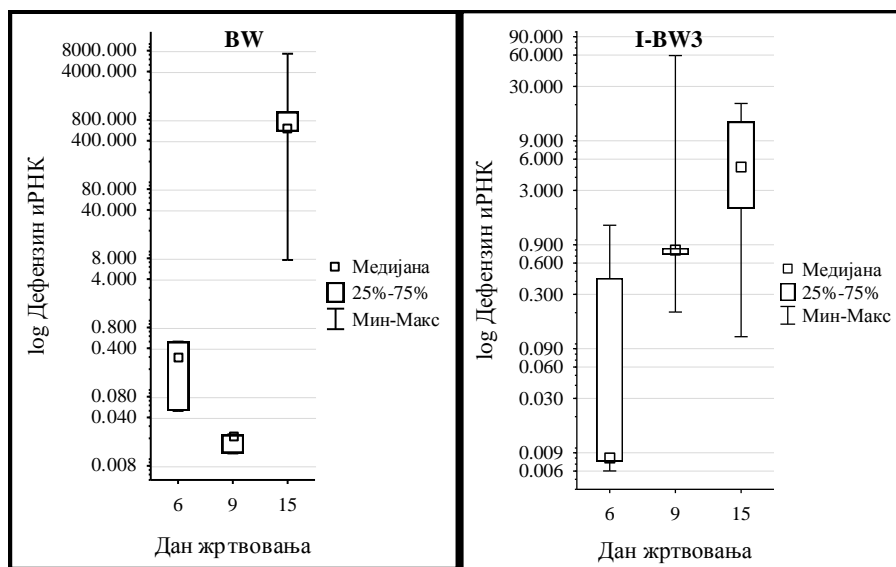 BW
8000.000
4000.000
800.000
400.000
80.000
40.000
8.000
4.000
0.800
0.400
0.080
0.040
0.008
log Дефензин иРНК
6 9 15
Дан жртвовања
Медијана
25%-75%
Мин-Макс
I-BW3
90.000
60.000
30.000
9.000
6.000
3.000
0.900
0.600
0.300
0.090
0.060
0.030
0.009
0.006
log Дефензин иРНК
6 9 15
Дан жртвовања
Медијана
25%-75%
Мин-Макс